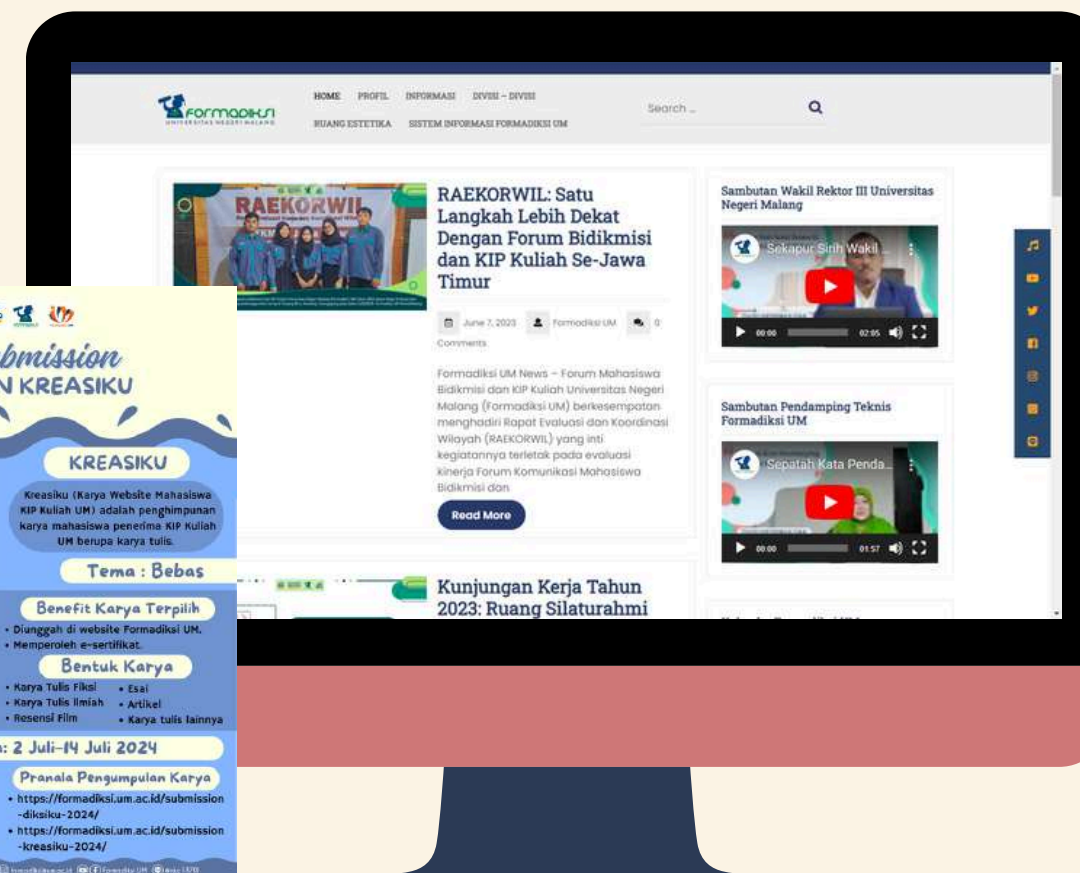 FORMADIKSI
UNIVERSITAS NEGERI MALANG
HOME PROFIL INFORMASI DIVISI – DIVISI
RUANG ESTETIKA SISTEM INFORMASI FORMADIKSI UM
Search ...
RAEKORWIL
RAEKORWIL: Satu
Langkah Lebih Dekat
Dengan Forum Bidikmisi
dan KIP Kuliah Se-Jawa
Timur
June 7, 2023 Formadiksi UM 0
Comments
Formadiksi UM News – Forum Mahasiswa
Bidikmisi dan KIP Kuliah Universitas Negeri
Malang (Formadiksi UM) berkesempatan
menghadiri Rapat Evaluasi dan Koordinasi
Wilayah (RAEKORWIL) yang inti
kegiatannya terletak pada evaluasi
kinerja Forum Komunikasi Mahasiswa
Bidikmisi dan
Read More
Kunjungan Kerja Tahun
2023: Ruang Silaturahmi
Sambutan Wakil Rektor III Universitas
Negeri Malang
Sekapur Sirih Wakil
00:00 02:05
Sambutan Pendamping Teknis
Formadiksi UM
Sepatah Kata Penda...
00:00 01:57
bmission
N KREASIKU
KREASIKU
Kreasiku (Karya Website Mahasiswa
KIP Kuliah UM) adalah penghimpunan
karya mahasiswa penerima KIP Kuliah
UM berupa karya tulis.
Tema : Bebas
Benefit Karya Terpilih
• Diunggah di website Formadiksi UM.
• Memperoleh e-sertifikat.
Bentuk Karya
• Karya Tulis Fiksi • Esai
• Karya Tulis Ilmiah • Artikel
• Resensi Film • Karya tulis lainnya
: 2 Juli-14 Juli 2024
Pranala Pengumpulan Karya
• https://formadiksi.um.ac.id/submission
-diksiku-2024/
• https://formadiksi.um.ac.id/submission
-kreasiku-2024/
Formadiksi UM